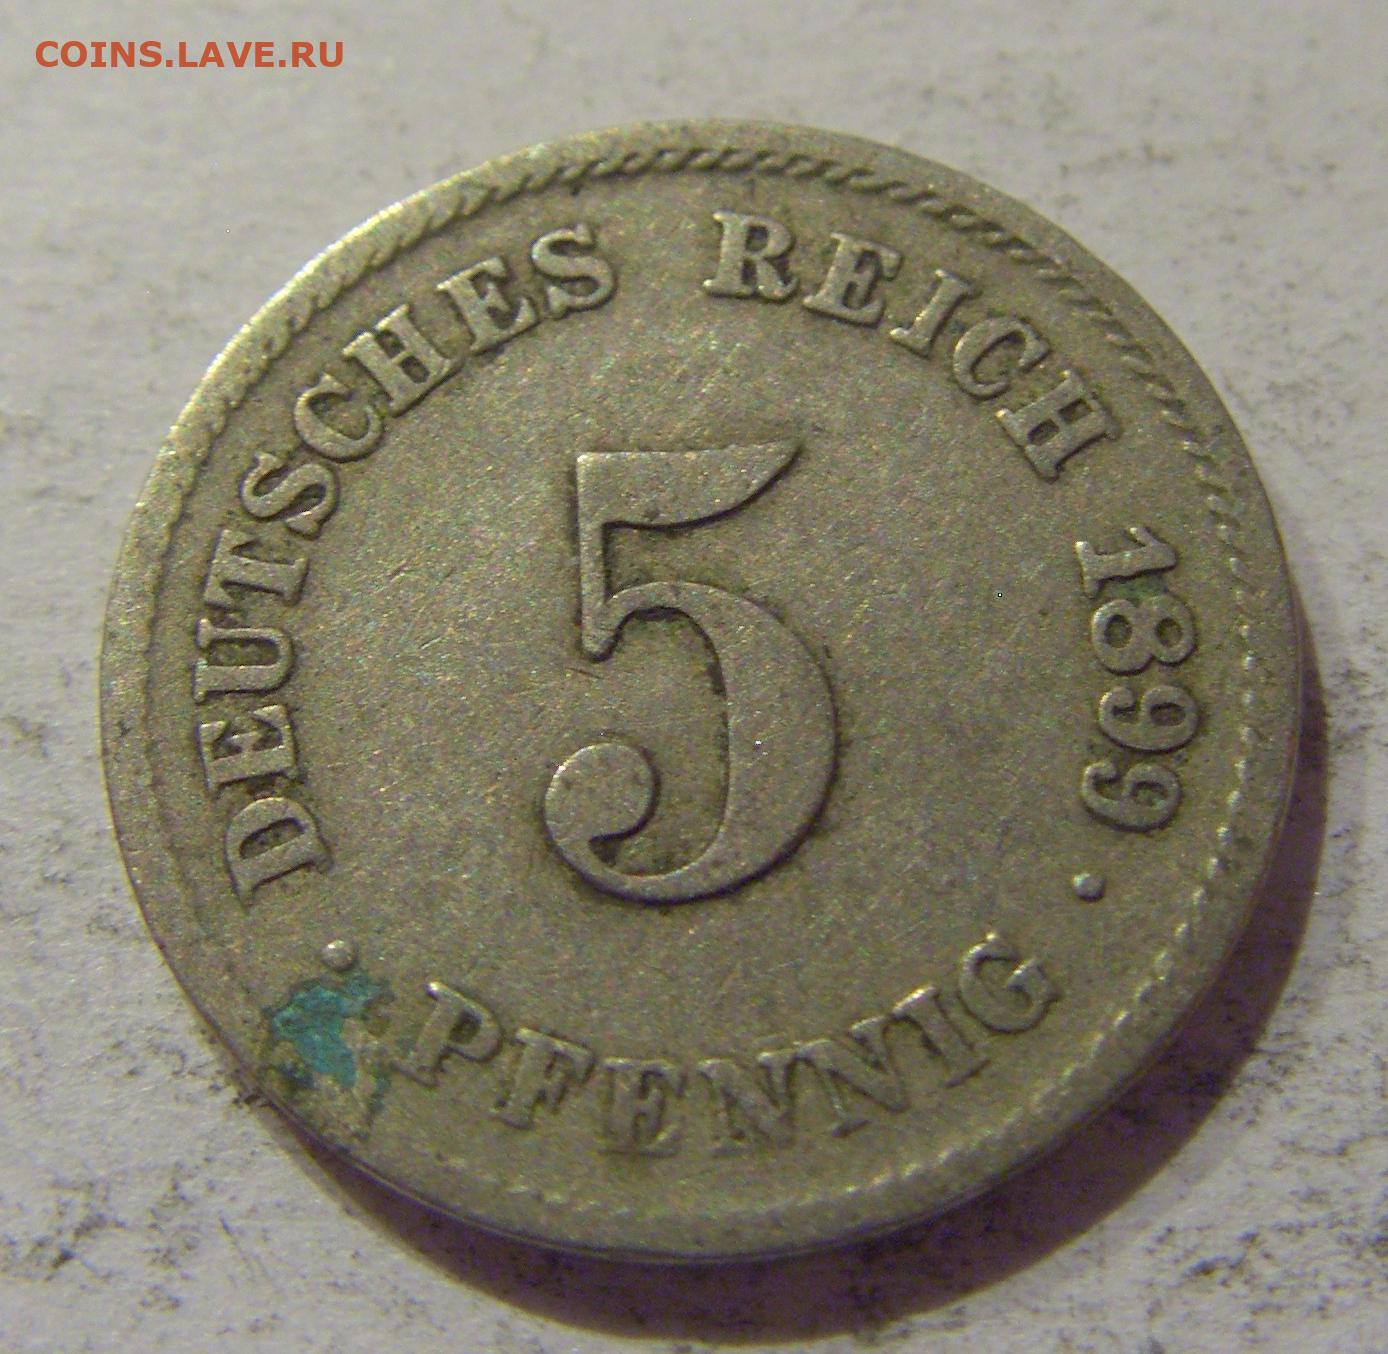 COINS.LAVE.RU
DEUTSCHES REICH 1899
5
. PFENNIG .